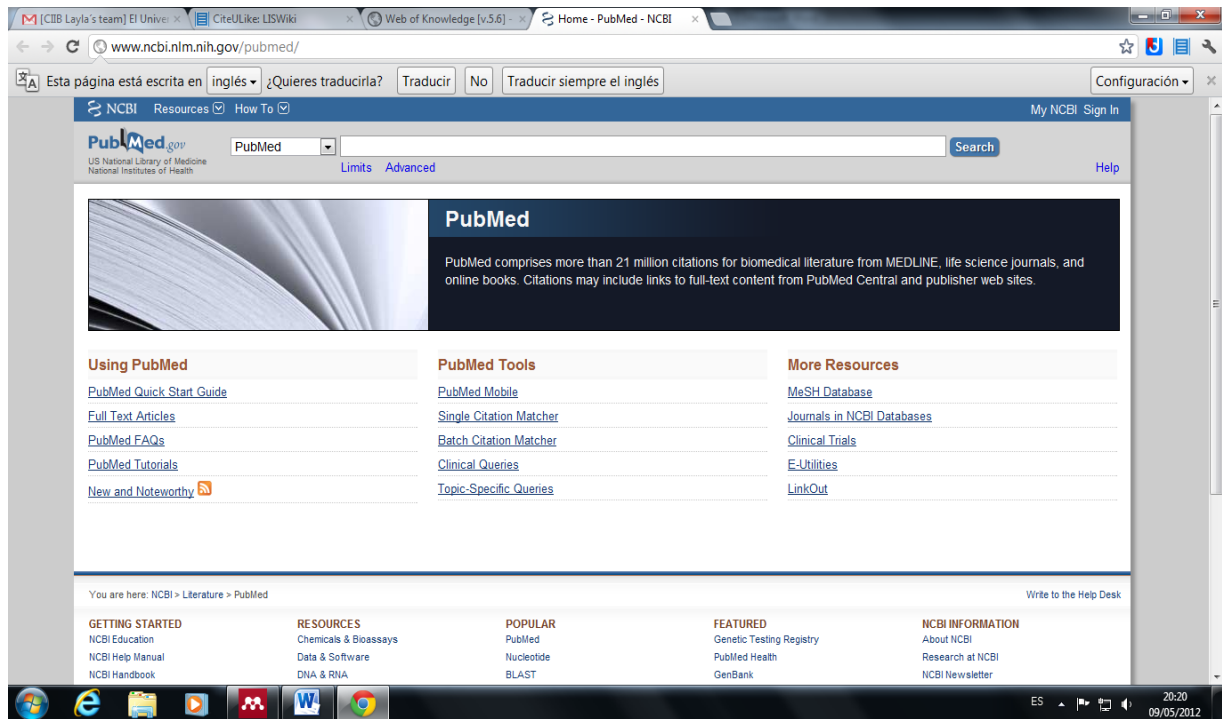 [CIIB Layla's team] El Univer
CiteULike: LISWiki
Web of Knowledge [v.5.6] -
Home - PubMed - NCBI
www.ncbi.nlm.nih.gov/pubmed/
Esta página está escrita en inglés ¿Quieres traducirla? Traducir No Traducir siempre el inglés Configuración
NCBI Resources How To My NCBI Sign In
PubMed.gov
US National Library of Medicine
National Institutes of Health
PubMed
Search
Limits Advanced
Help
PubMed
PubMed comprises more than 21 million citations for biomedical literature from MEDLINE, life science journals, and
online books. Citations may include links to full-text content from PubMed Central and publisher web sites.
Using PubMed
PubMed Quick Start Guide
Full Text Articles
PubMed FAQs
PubMed Tutorials
New and Noteworthy
PubMed Tools
PubMed Mobile
Single Citation Matcher
Batch Citation Matcher
Clinical Queries
Topic-Specific Queries
More Resources
MeSH Database
Journals in NCBI Databases
Clinical Trials
E-Utilities
LinkOut
You are here: NCBI > Literature > PubMed
Write to the Help Desk
GETTING STARTED
NCBI Education
NCBI Help Manual
NCBI Handbook
RESOURCES
Chemicals & Bioassays
Data & Software
DNA & RNA
POPULAR
PubMed
Nucleotide
BLAST
FEATURED
Genetic Testing Registry
PubMed Health
GenBank
NCBI INFORMATION
About NCBI
Research at NCBI
NCBI Newsletter
ES
20:20
09/05/2012